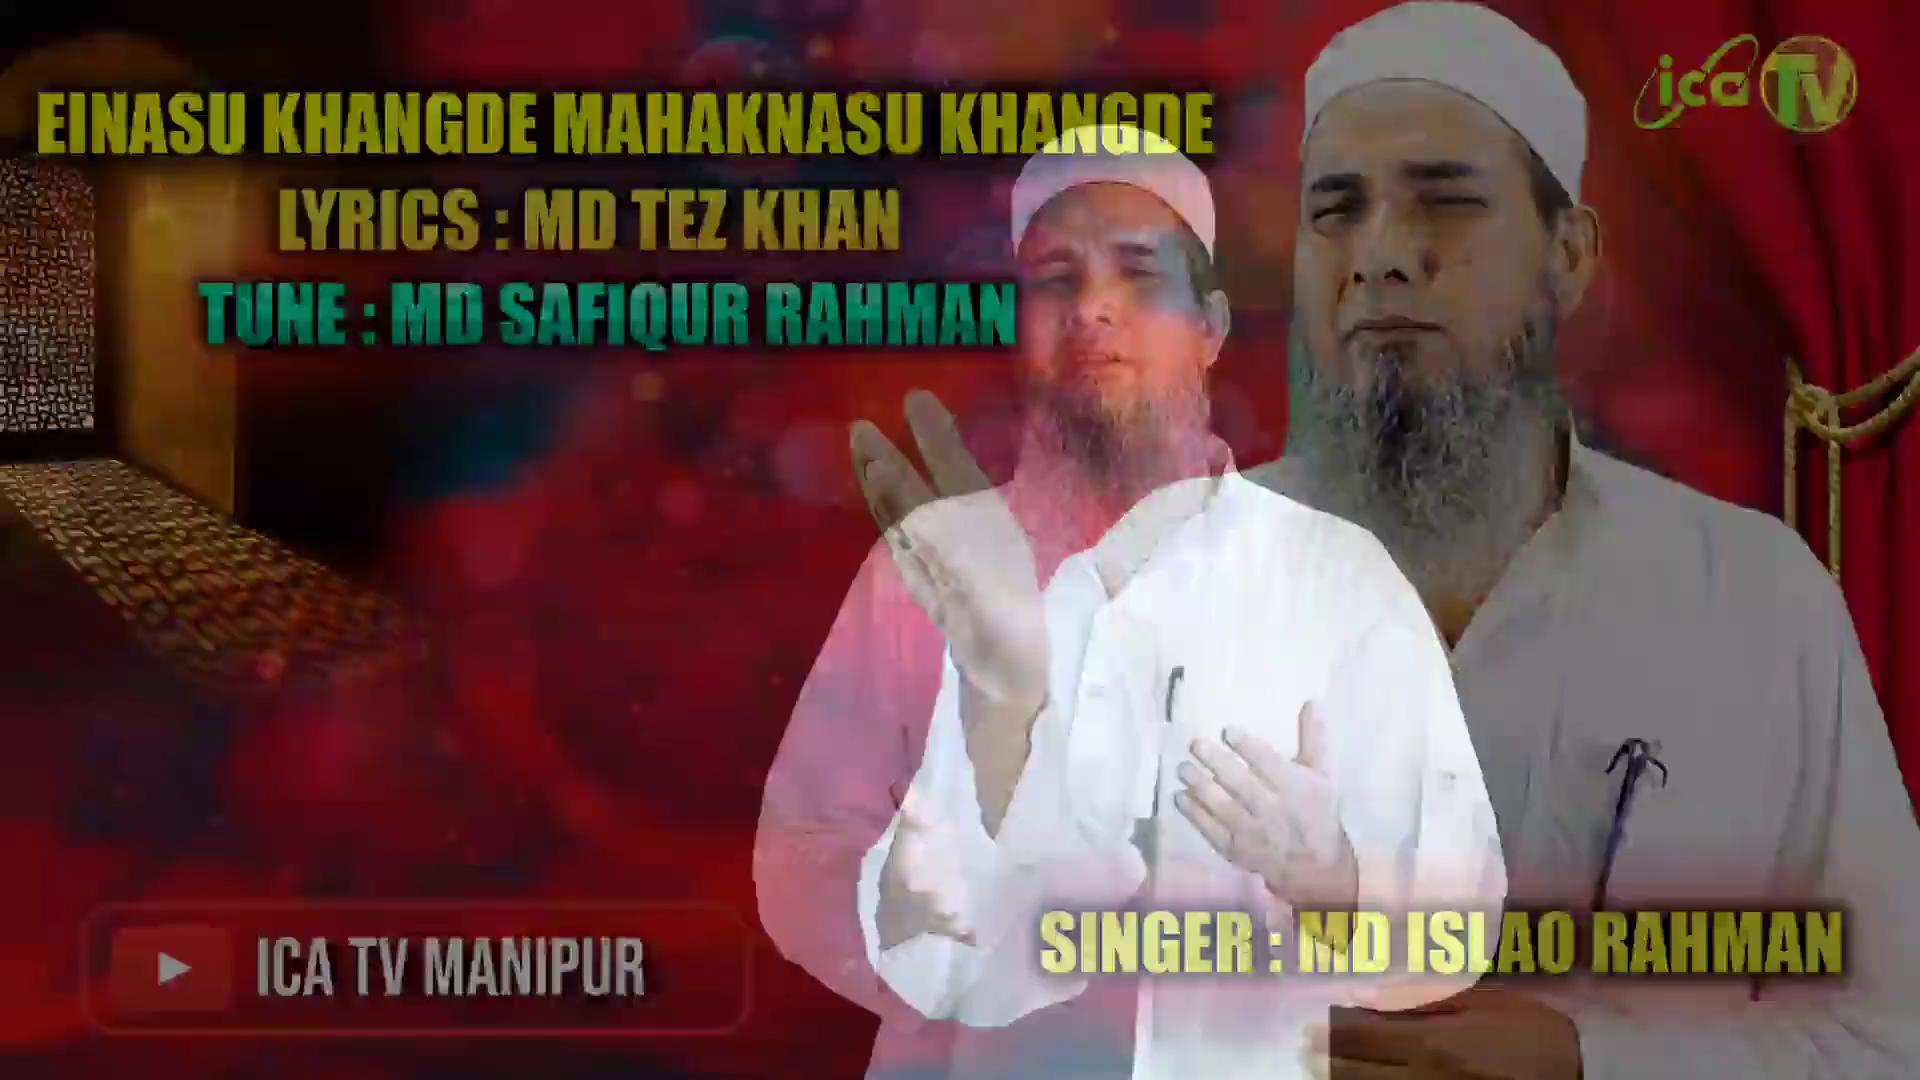 EINASU KHANGDE MAHAKNASU KHANGDE
LYRICS : MD TEZ KHAN
TUNE : MD SAFIQUR RAHMAN
ica TV
ICA TV MANIPUR
SINGER : MD ISLAO RAHMAN